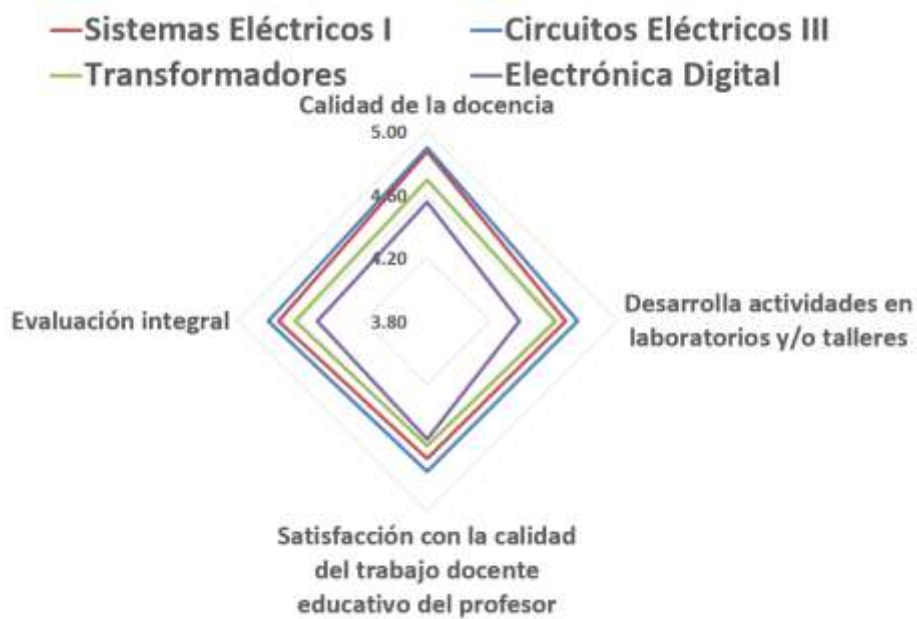 Sistemas Eléctricos I
Circuitos Eléctricos III
Transformadores
Electrónica Digital
Calidad de la docencia
5.00
4.60
4.20
3.80
Evaluación integral
Desarrolla actividades en
laboratorios y/o talleres
Satisfacción con la calidad
del trabajo docente
educativo del profesor